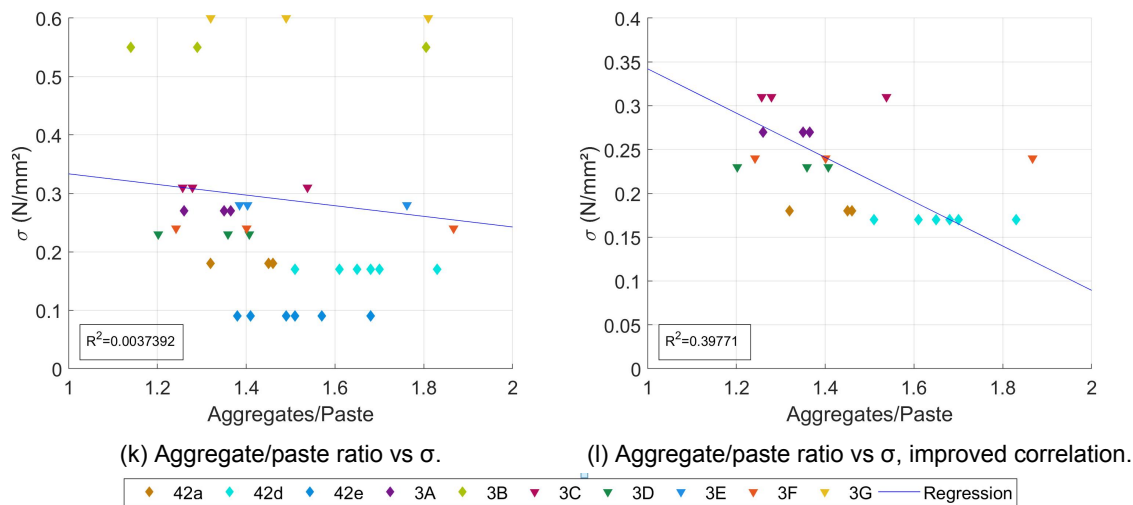 0.6
0.5
0.4
0.3
0.2
0.1
0
σ (N/mm²)
R²=0.0037392
1 1.2 1.4 1.6 1.8 2
Aggregates/Paste
(k) Aggregate/paste ratio vs σ.
0.4
0.35
0.3
0.25
0.2
0.15
0.1
0.05
0
σ (N/mm²)
R²=0.39771
1 1.2 1.4 1.6 1.8 2
Aggregates/Paste
(l) Aggregate/paste ratio vs σ, improved correlation.
42a 42d 42e 3A 3B 3C 3D 3E 3F 3G Regression